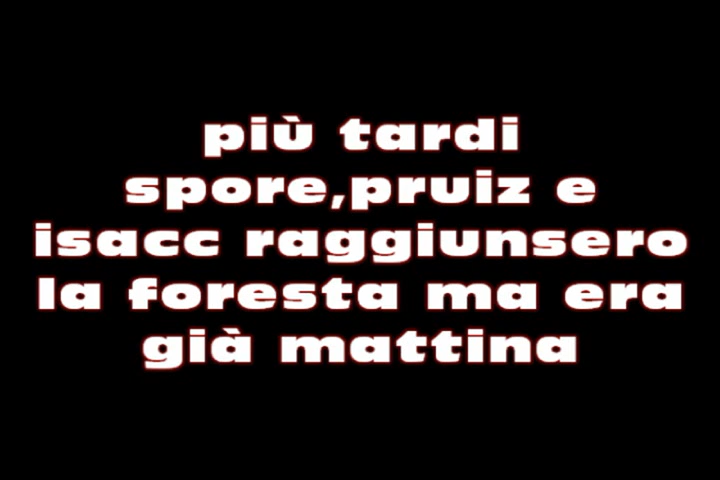 più tardi
spore,pruiz e
isacc raggiunsero
la foresta ma era
già mattina